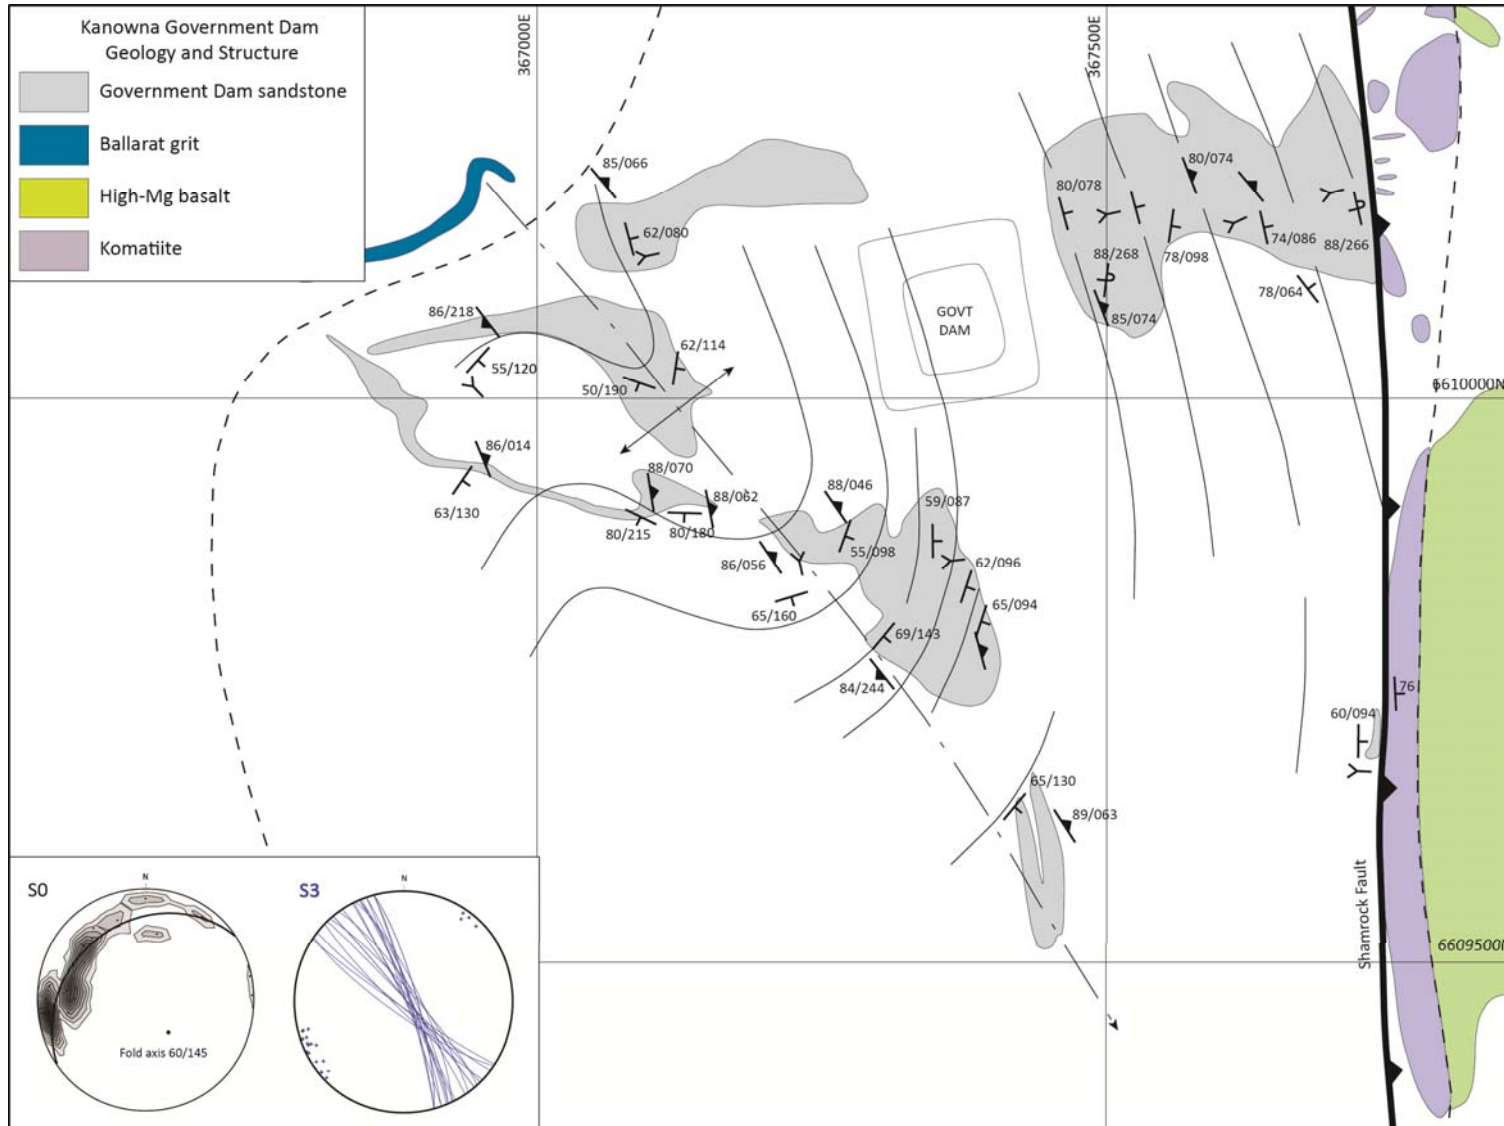 Kanowna Government Dam
Geology and Structure
Government Dam sandstone
Ballarat grit
High-Mg basalt
Komatiite
367000E
367500E
85/066
80/074
80/078
62/080
74/086
88/266
88/268
78/098
78/064
GOVT
DAM
85/074
86/218
62/114
55/120
50/190
6610000N
86/014
88/070
88/062
88/046
59/087
63/130
80/215
80/180
55/098
86/056
62/096
65/160
65/094
69/143
84/244
76
60/094
65/130
89/063
Shamrock Fault
6609500N
S0
N
Fold axis 60/145
S3
N